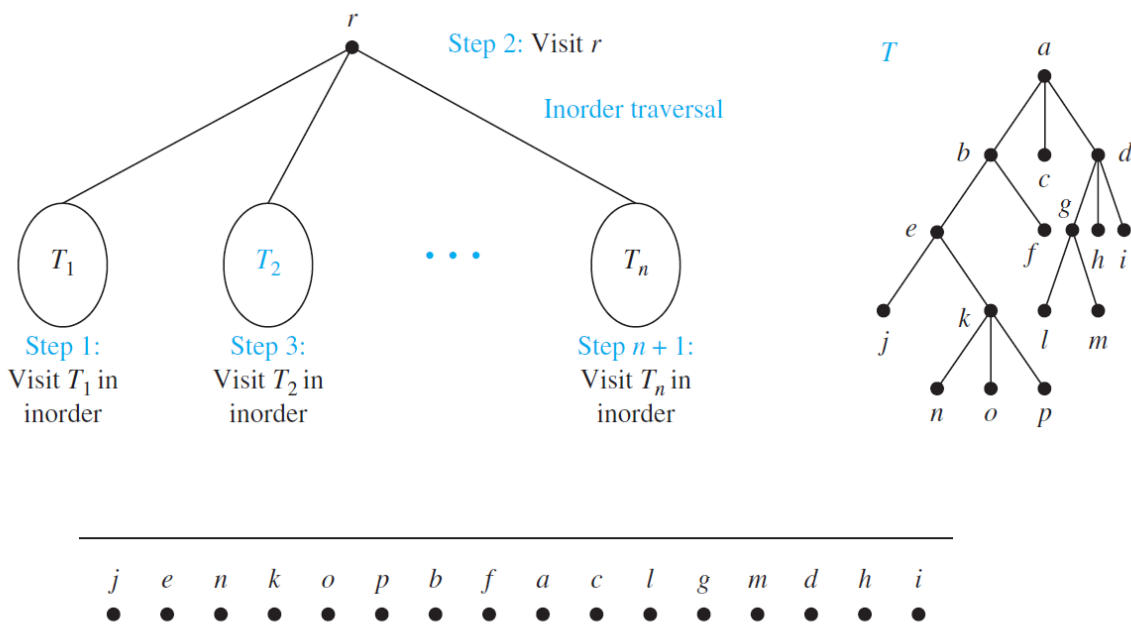 r
Step 2: Visit r
Inorder traversal
T1
T2
. . .
Tn
Step 1:
Visit T1 in
inorder
Step 3:
Visit T2 in
inorder
Step n + 1:
Visit Tn in
inorder
T
a
b
c
d
e
f
g
h
i
j
k
l
m
n
o
p
j e n k o p b f a c l g m d h i